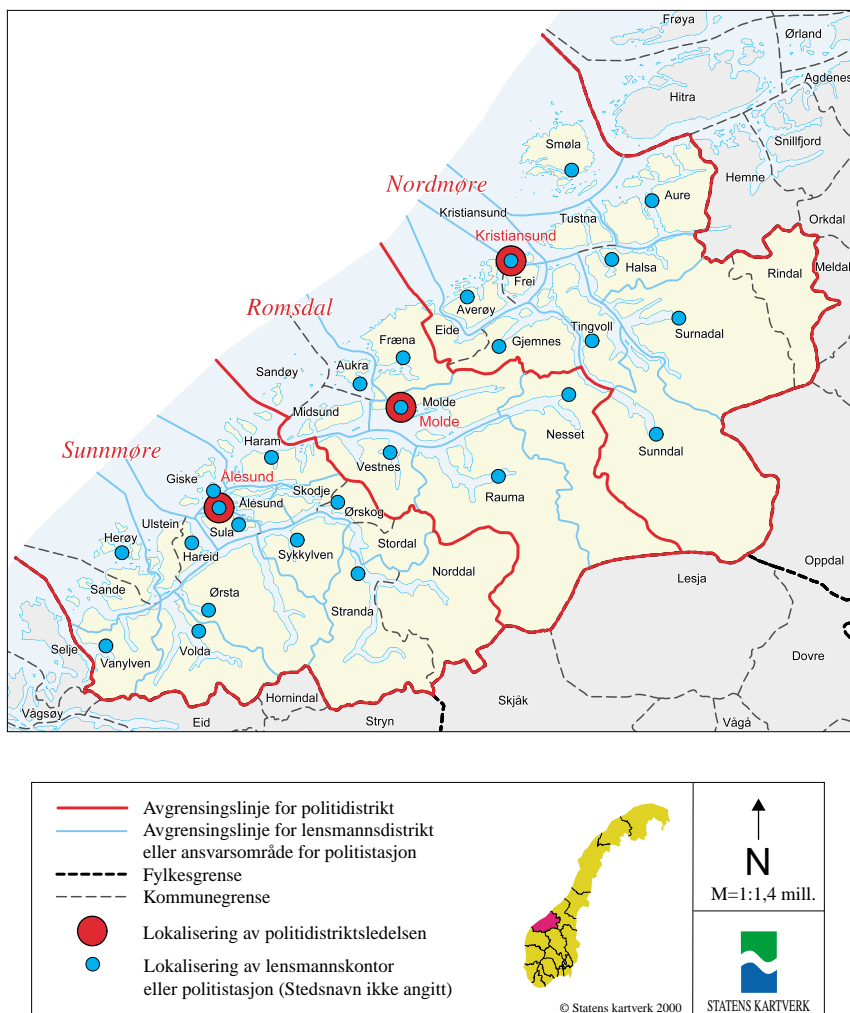 Frøya
Ørland
Agdenes
Hitra
Snillfjord
Smøla
Hemne
Nordmøre
Aure
Kristiansund
Tustna
Orkdal
Kristiansund
Halsa
Rindal
Meldal
Frei
Averøy
Romsdal
Eide
Tingvoll
Surnadal
Fræna
Gjemnes
Aukra
Sandøy
Molde
Midsund
Molde
Nesset
Sunnmøre
Haram
Sunndal
Vestnes
Giske
Ålesund
Skodje
Rauma
Ålesund
Ørskog
Ulstein
Sula
Herøy
Stordal
Hareid
Sykkylven
Oppdal
Norddal
Lesja
Sande
Ørsta
Stranda
Selje
Volda
Dovre
Vanylven
Hornindal
Skjåk
Vågsøy
Eid
Stryn
Vågå
Avgrensingslinje for politidistrikt
Avgrensingslinje for lensmannsdistrikt
eller ansvarsområde for politistasjon
Fylkesgrense
Kommunegrense
Lokalisering av politidistriktsledelsen
Lokalisering av lensmannskontor
eller politistasjon (Stedsnavn ikke angitt)
© Statens kartverk 2000
N
M=1:1,4 mill.
STATENS KARTVERK